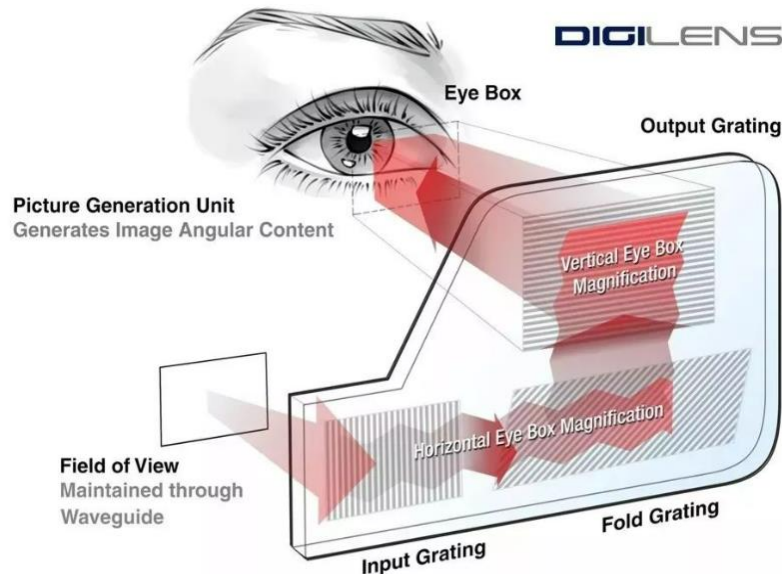 DIGILENS
Eye Box
Output Grating
Picture Generation Unit
Generates Image Angular Content
Vertical Eye Box
Magnification
Horizontal Eye Box Magnification
Field of View
Maintained through
Waveguide
Fold Grating
Input Grating